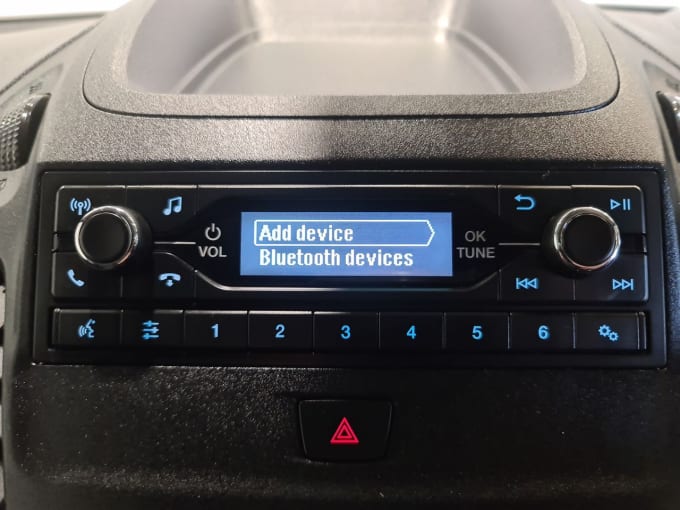 Add device
Bluetooth devices
VOL
OK
TUNE
1 2 3 4 5 6